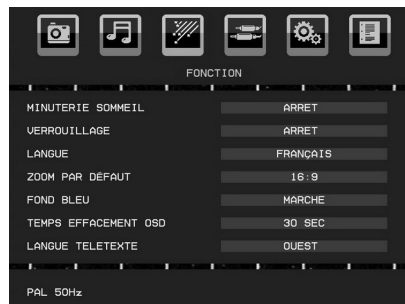 FONCTION
MINUTERIE SOMMEIL ARRET
VERROUILLAGE ARRET
LANGUE FRANÇAIS
ZOOM PAR DÉFAUT 16:9
FOND BLEU MARCHE
TEMPS EFFACEMENT OSD 30 SEC
LANGUE TELETEXTE OUEST
PAL 50Hz